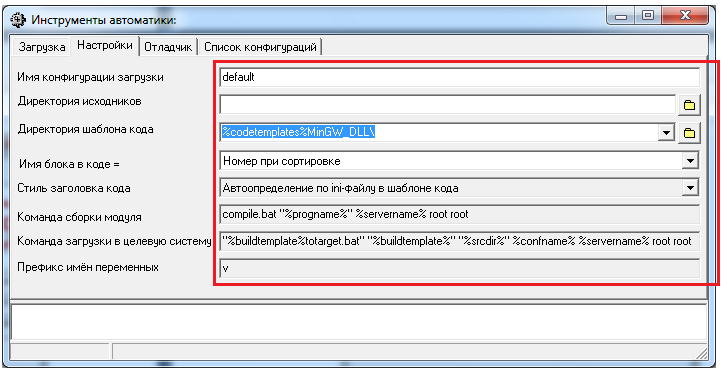 Инструменты автоматики:
Загрузка Настройки Отладчик Список конфигураций
Имя конфигурации загрузки default
Директория исходников
Директория шаблона кода %codetemplates%MinGW_DLL\
Имя блока в коде = Номер при сортировке
Стиль заголовка кода Автоопределение по ini-файлу в шаблоне кода
Команда сборки модуля compile.bat "%progname%" %servername% root root
Команда загрузки в целевую систему "%buildtemplate%totarget.bat" "%buildtemplate%" "%srcdir%" %confname% %servername% root root
Префикс имён переменных v